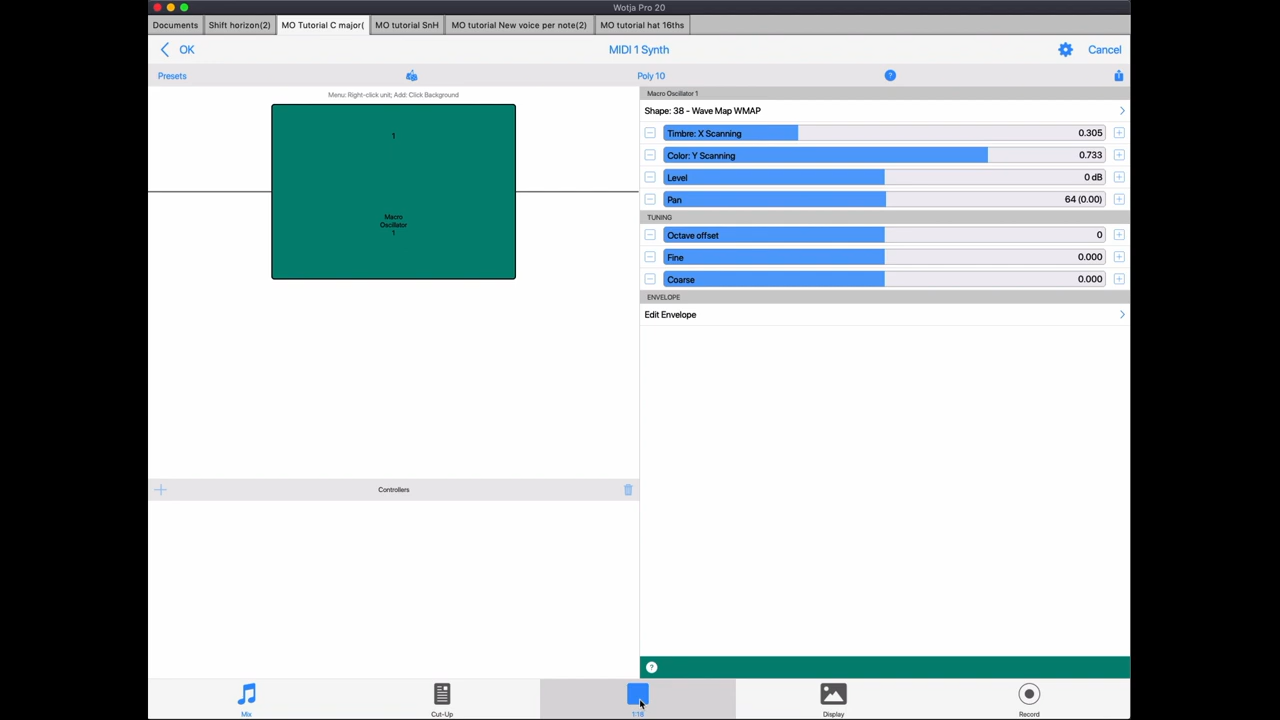 Wotja Pro 20
Documents Shift horizon(2) MO Tutorial C major( MO tutorial SnH MO tutorial New voice per note(2) MO tutorial hat 16ths
OK MIDI 1 Synth Cancel
Presets Poly 10 ?
Menu: Right-click unit; Add: Click Background
1
Macro
Oscillator
1
Controllers
Macro Oscillator 1
Shape: 38 - Wave Map WMAP
Timbre: X Scanning 0.305
Color: Y Scanning 0.733
Level 0 dB
Pan 64 (0.00)
TUNING
Octave offset 0
Fine 0.000
Coarse 0.000
ENVELOPE
Edit Envelope
?
Mix Cut-Up 1:18 Display Record